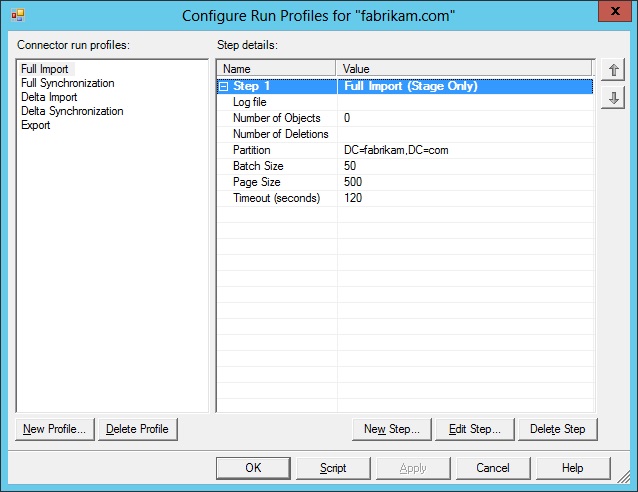 Configure Run Profiles for "fabrikam.com"
x
Connector run profiles:
Full Import
Full Synchronization
Delta Import
Delta Synchronization
Export
Step details:
Name Value
Step 1 Full Import (Stage Only)
Log file
Number of Objects 0
Number of Deletions
Partition DC=fabrikam,DC=com
Batch Size 50
Page Size 500
Timeout (seconds) 120
New Profile... Delete Profile New Step... Edit Step... Delete Step
OK Script Apply Cancel Help